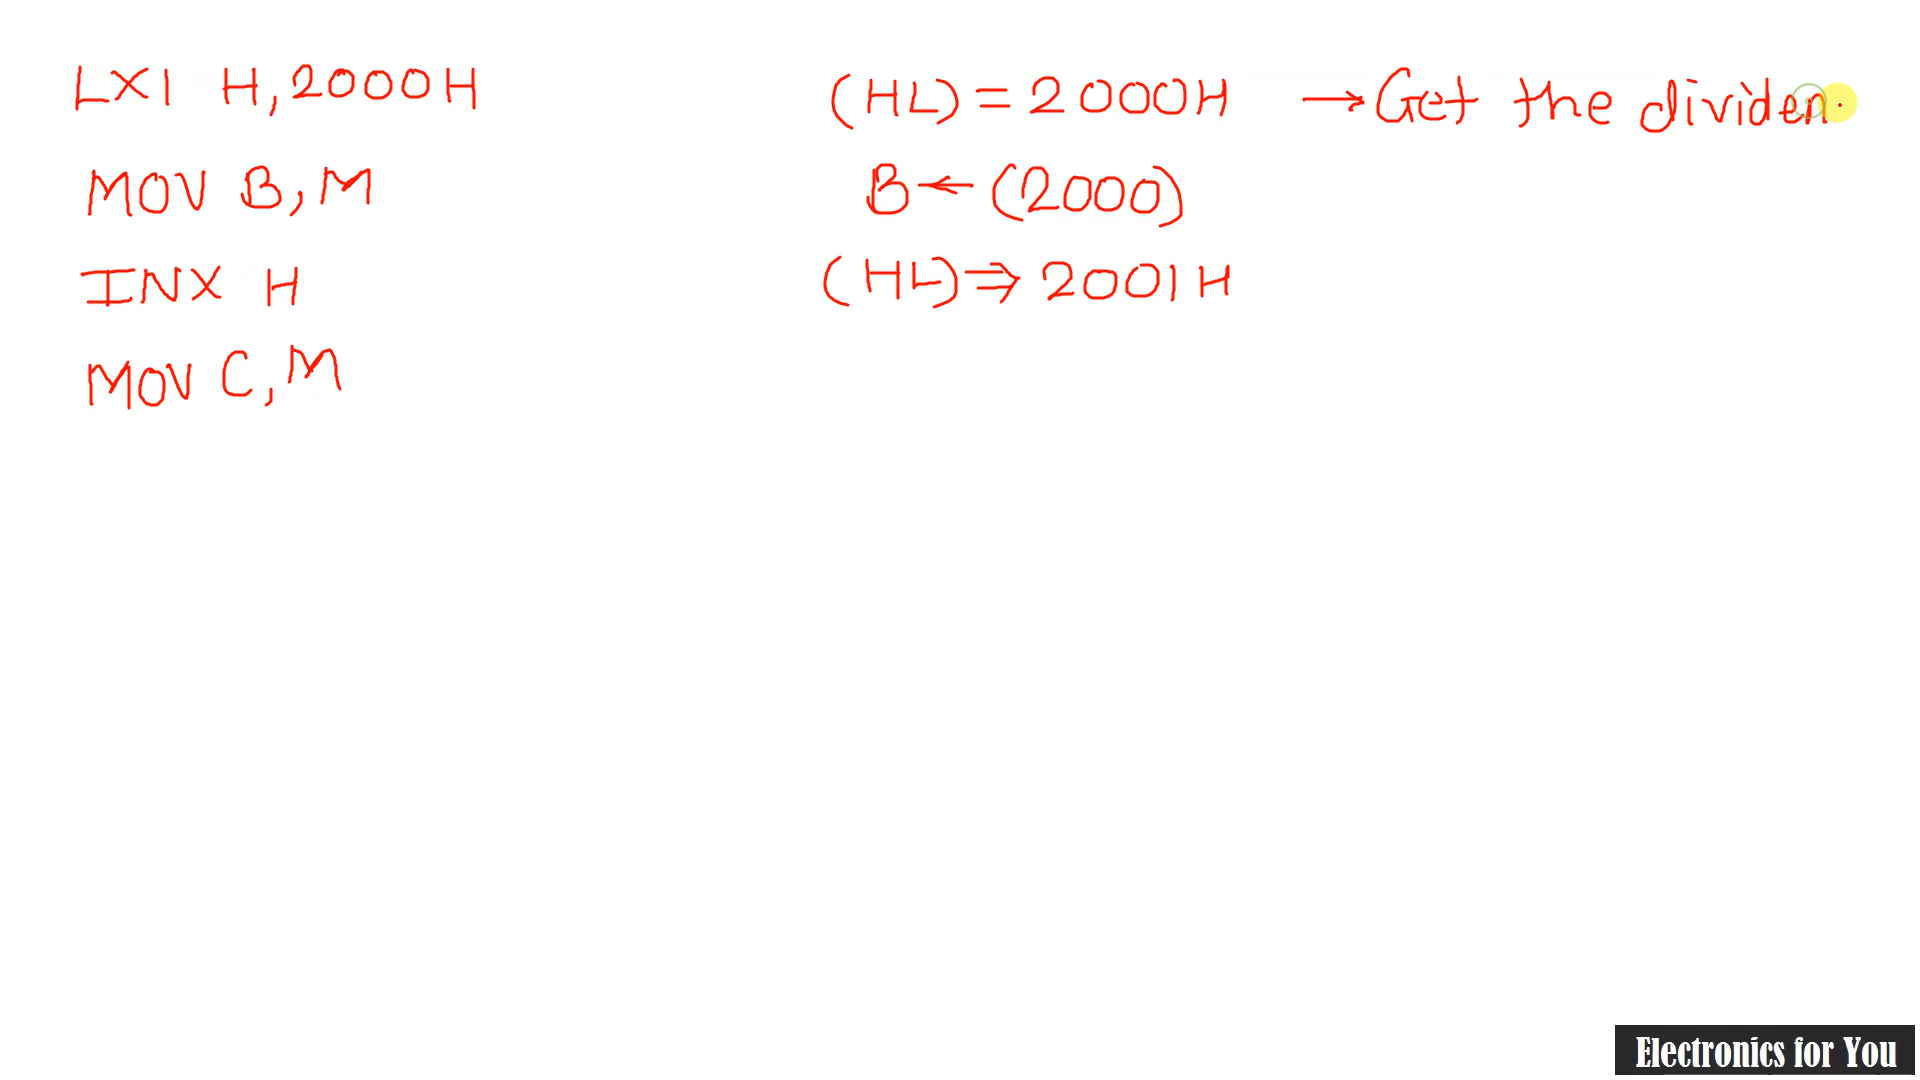 LXI H, 2000H (HL) = 2000H → Get the dividen
MOV B, M B ← (2000)
INX H (HL) ⇒ 2001H
MOV C, M
Electronics for You